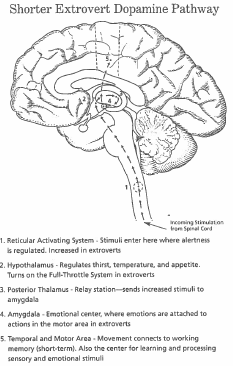 Shorter Extrovert Dopamine Pathway
5
4
1
Incoming Stimulation
from Spinal Cord
1. Reticular Activating System - Stimuli enter here where alertness
is regulated. Increased in extroverts
2. Hypothalamus - Regulates thirst, temperature, and appetite.
Turns on the Full-Throttle System in extroverts
3. Posterior Thalamus - Relay station—sends increased stimuli to
amygdala
4. Amygdala - Emotional center, where emotions are attached to
actions in the motor area in extroverts
5. Temporal and Motor Area - Movement connects to working
memory (short-term). Also the center for learning and processing
sensory and emotional stimuli